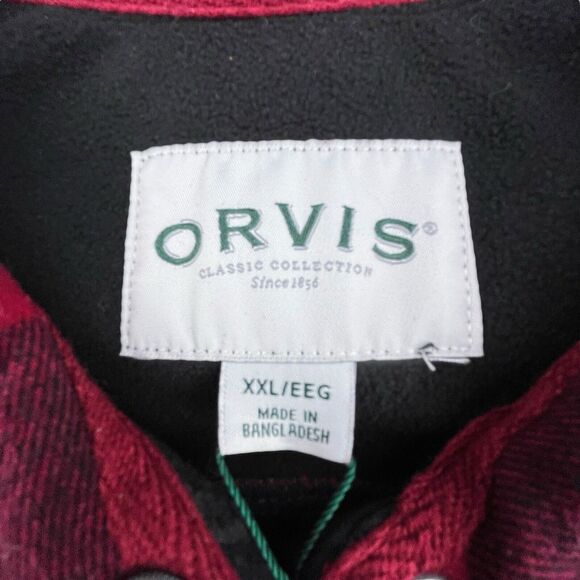 ORVIS®
CLASSIC COLLECTION
Since 1856
XXL/EEG
MADE IN
BANGLADESH